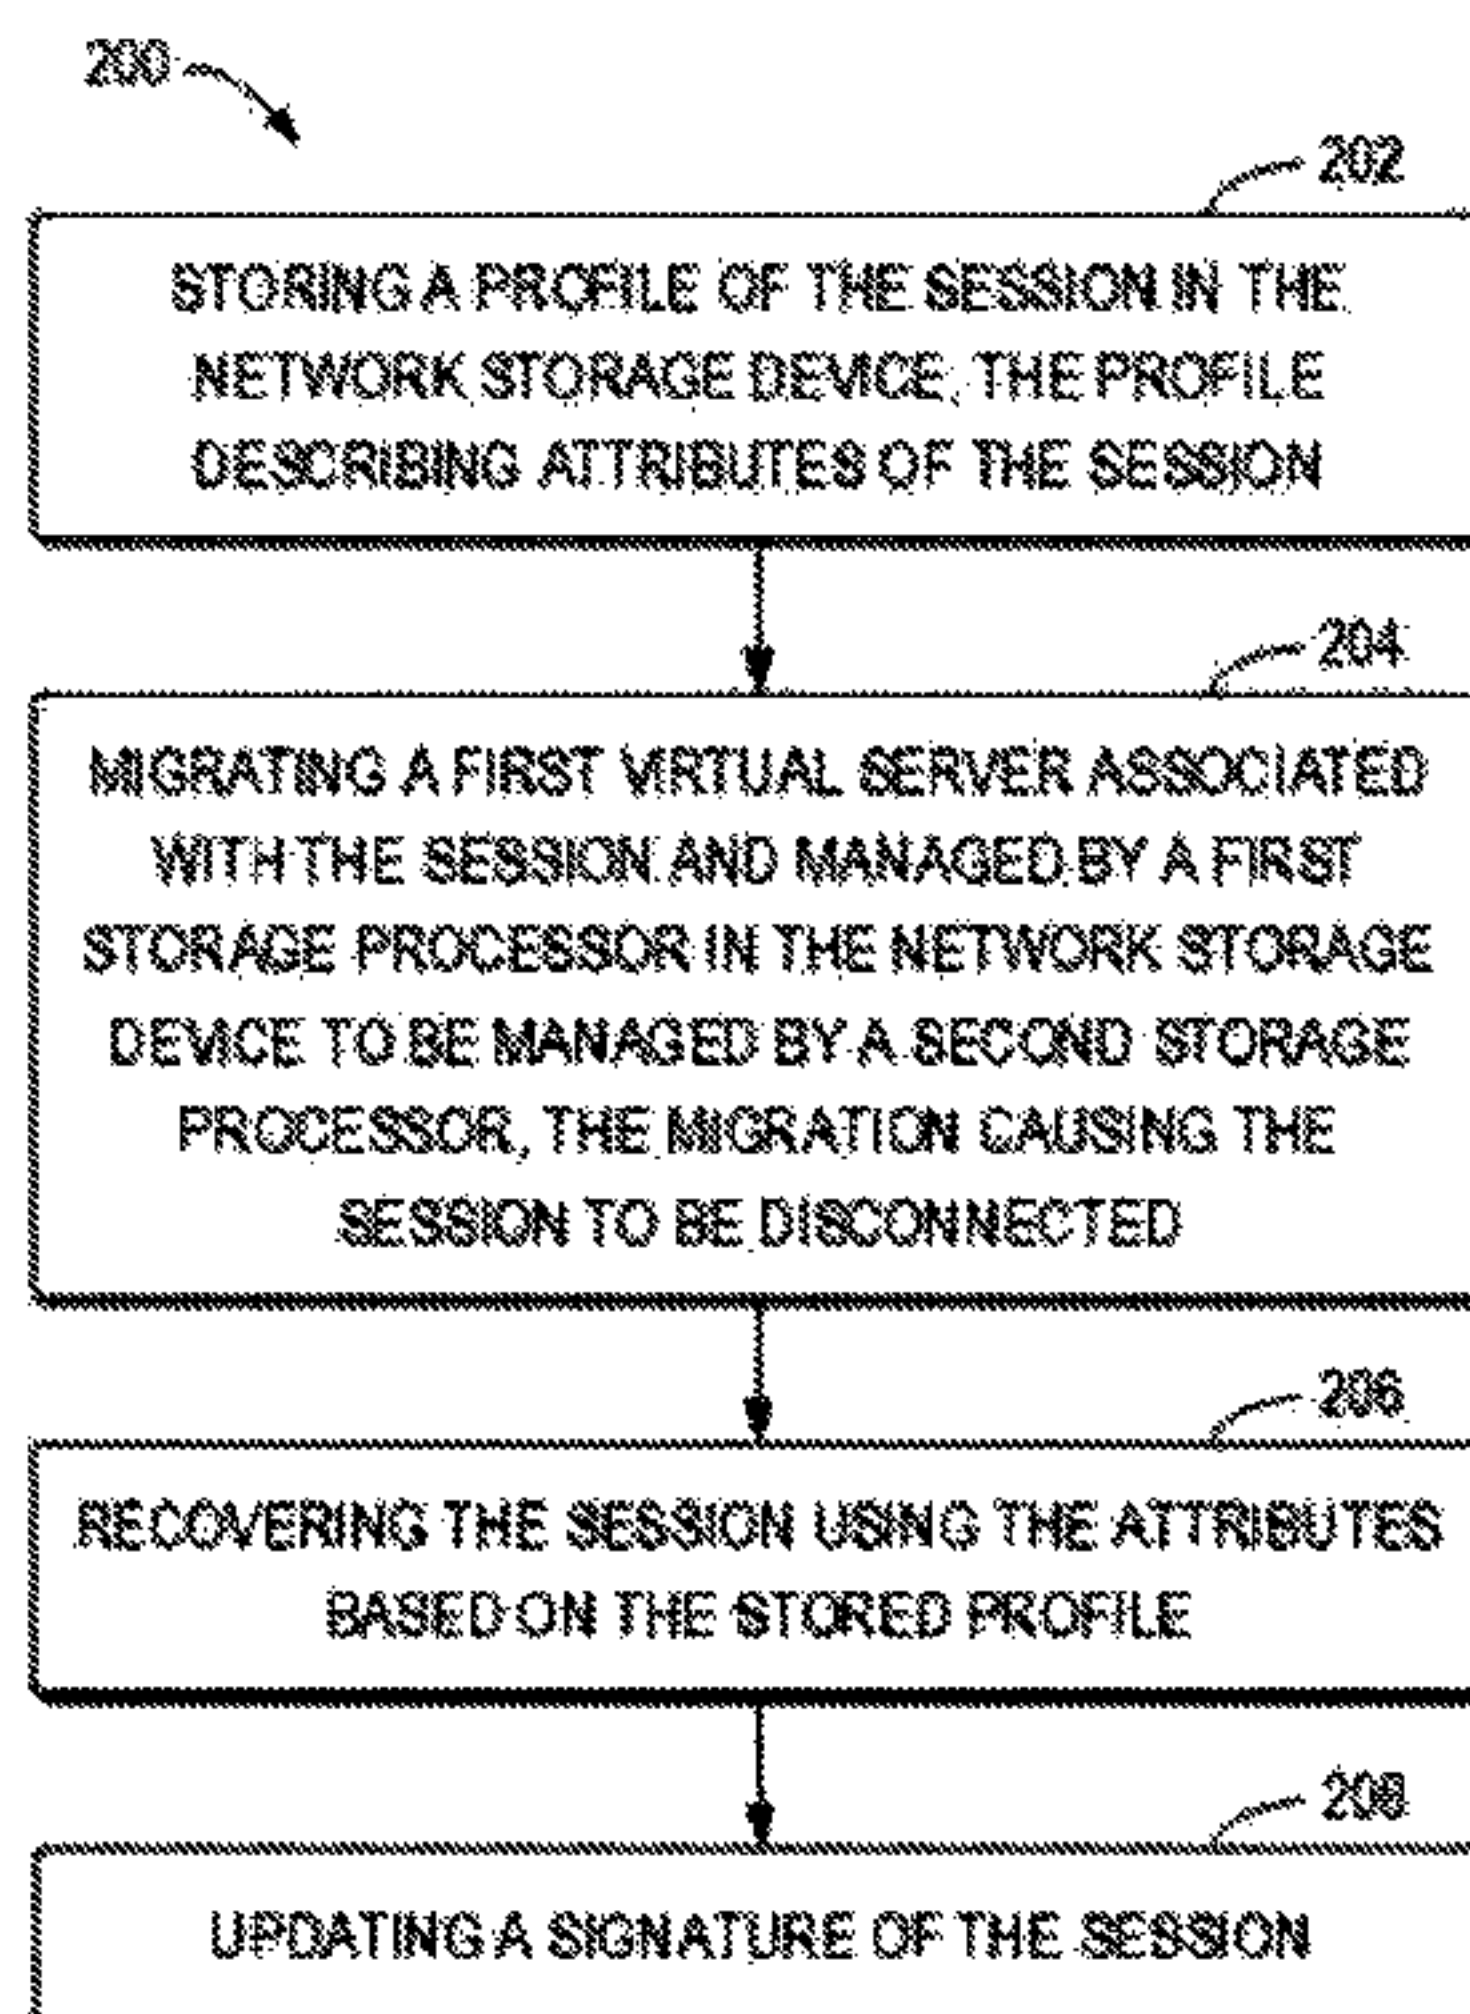 200
202
STORING A PROFILE OF THE SESSION IN THE
NETWORK STORAGE DEVICE, THE PROFILE
DESCRIBING ATTRIBUTES OF THE SESSION
204
MIGRATING A FIRST VIRTUAL SERVER ASSOCIATED
WITH THE SESSION AND MANAGED BY A FIRST
STORAGE PROCESSOR IN THE NETWORK STORAGE
DEVICE TO BE MANAGED BY A SECOND STORAGE
PROCESSOR, THE MIGRATION CAUSING THE
SESSION TO BE DISCONNECTED
206
RECOVERING THE SESSION USING THE ATTRIBUTES
BASED ON THE STORED PROFILE
208
UPDATING A SIGNATURE OF THE SESSION